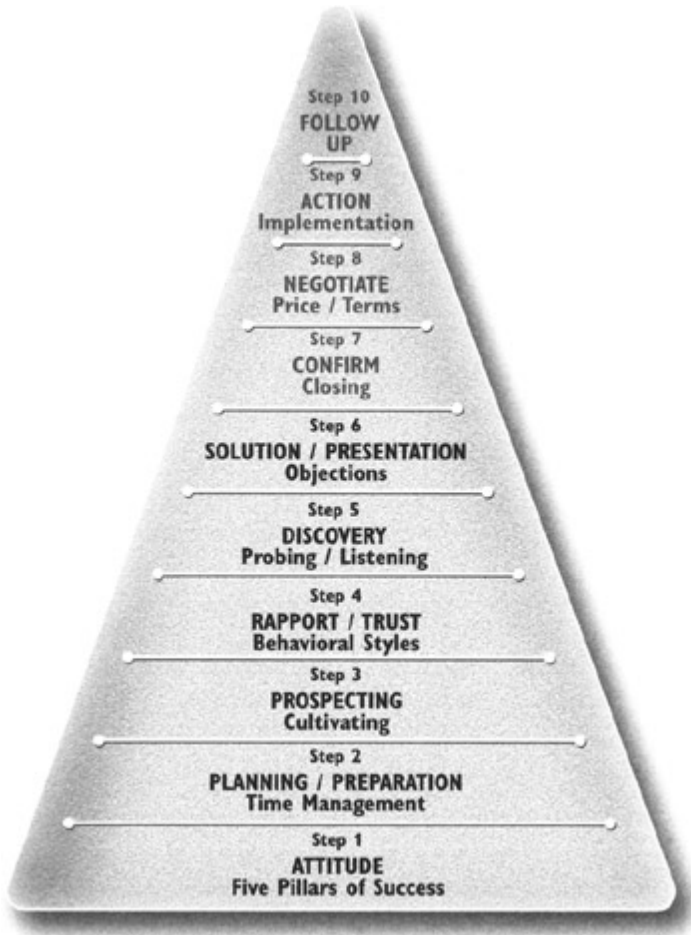 Step 10
FOLLOW
UP
Step 9
ACTION
Implementation
Step 8
NEGOTIATE
Price / Terms
Step 7
CONFIRM
Closing
Step 6
SOLUTION / PRESENTATION
Objections
Step 5
DISCOVERY
Probing / Listening
Step 4
RAPPORT / TRUST
Behavioral Styles
Step 3
PROSPECTING
Cultivating
Step 2
PLANNING / PREPARATION
Time Management
Step 1
ATTITUDE
Five Pillars of Success